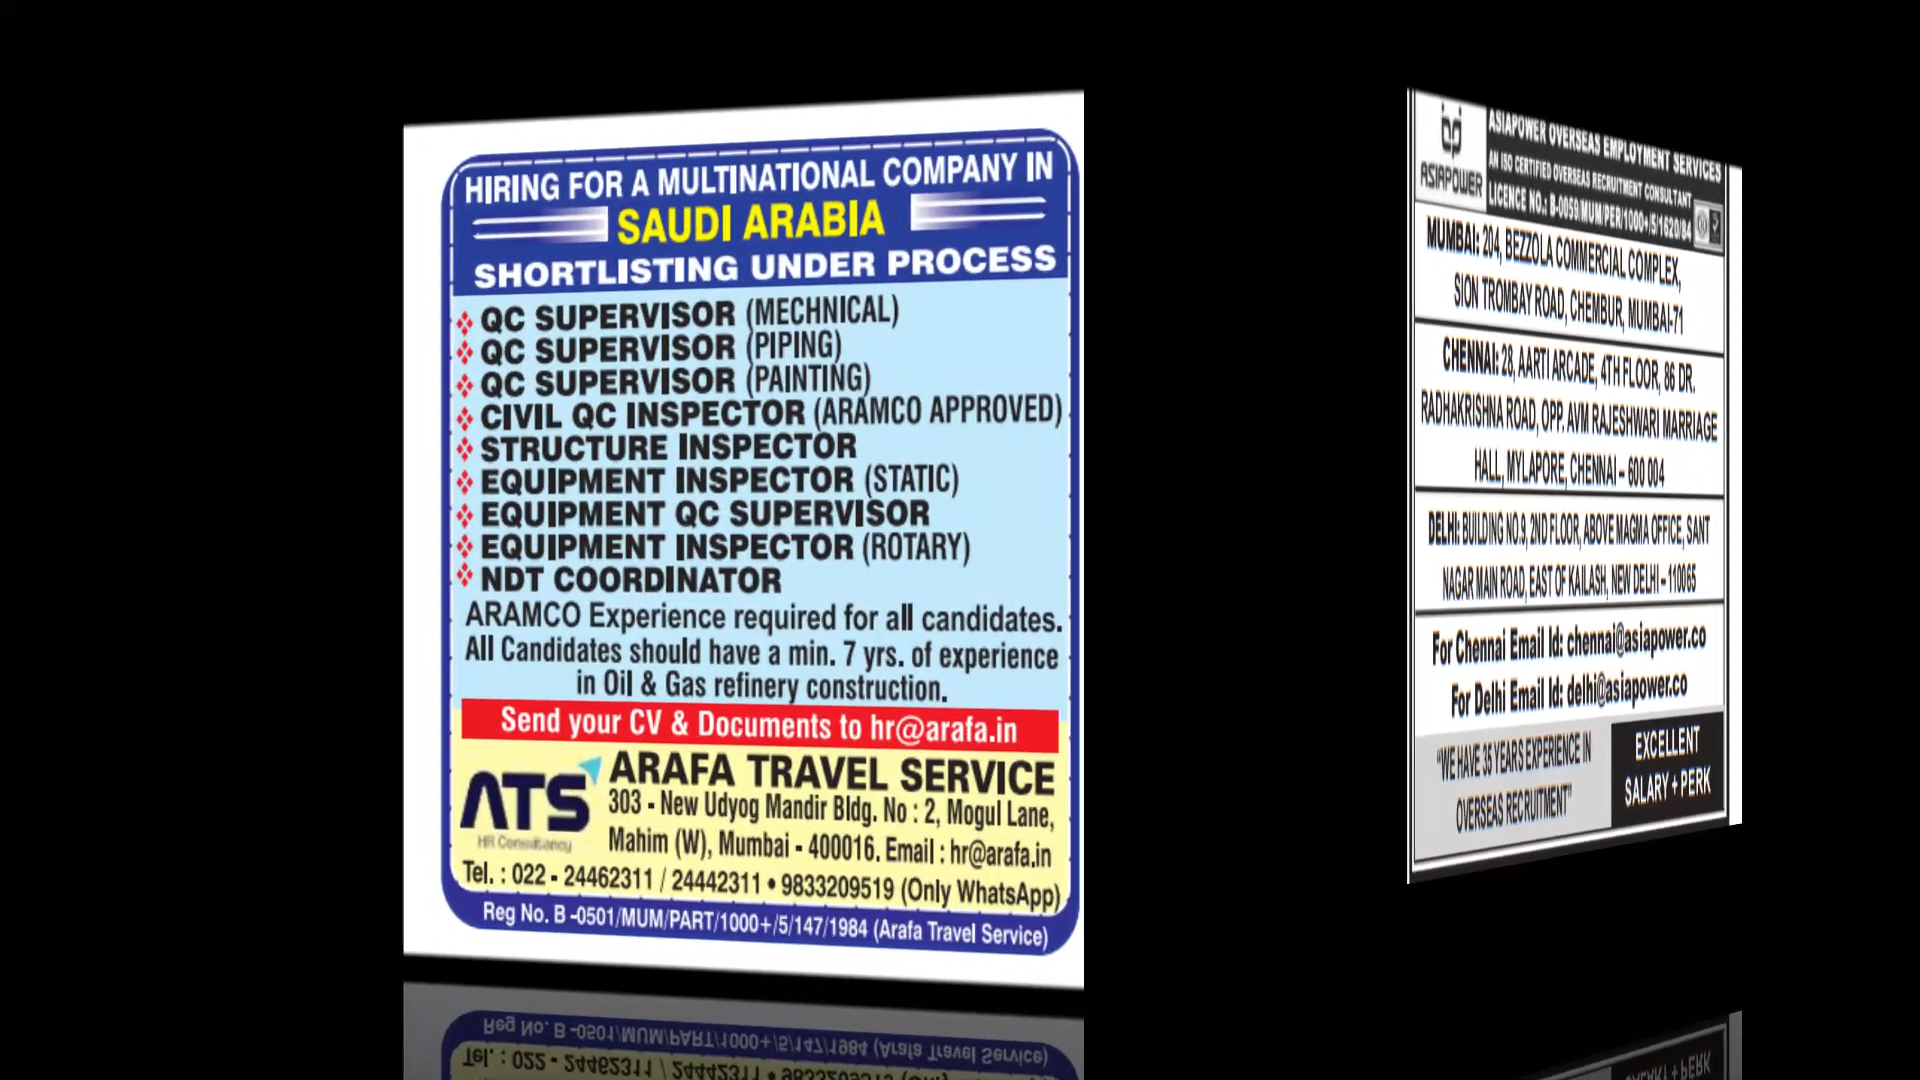 HIRING FOR A MULTINATIONAL COMPANY IN
SAUDI ARABIA
SHORTLISTING UNDER PROCESS
QC SUPERVISOR (MECHNICAL)
QC SUPERVISOR (PIPING)
QC SUPERVISOR (PAINTING)
CIVIL QC INSPECTOR (ARAMCO APPROVED)
STRUCTURE INSPECTOR
EQUIPMENT INSPECTOR (STATIC)
EQUIPMENT QC SUPERVISOR
EQUIPMENT INSPECTOR (ROTARY)
NDT COORDINATOR
ARAMCO Experience required for all candidates.
All Candidates should have a min. 7 yrs. of experience
in Oil & Gas refinery construction.
Send your CV & Documents to hr@arafa.in
ATS
HR Consultancy
ARAFA TRAVEL SERVICE
303 - New Udyog Mandir Bldg. No : 2, Mogul Lane,
Mahim (W), Mumbai - 400016. Email : hr@arafa.in
Tel. : 022 - 24462311 / 24442311 • 9833209519 (Only WhatsApp)
Reg No. B -0501/MUM/PART/1000+/5/147/1984 (Arafa Travel Service)
ASIAPOWER
ASIAPOWER OVERSEAS EMPLOYMENT SERVICES
AN ISO CERTIFIED OVERSEAS RECRUITMENT CONSULTANT
LICENCE NO.: B-0059/MUM/PER/1000+/5/1620/84
MUMBAI: 204, BEZZOLA COMMERCIAL COMPLEX,
SION TROMBAY ROAD, CHEMBUR, MUMBAI-71
CHENNAI: 28, AARTI ARCADE, 4TH FLOOR, 86 DR.
RADHAKRISHNA ROAD, OPP. AVM RAJESHWARI MARRIAGE
HALL, MYLAPORE, CHENNAI – 600 004
DELHI: BUILDING NO.9, 2ND FLOOR, ABOVE MAGMA OFFICE, SANT
NAGAR MAIN ROAD, EAST OF KAILASH, NEW DELHI – 110065
For Chennai Email Id: chennai@asiapower.co
For Delhi Email Id: delhi@asiapower.co
"WE HAVE 35 YEARS EXPERIENCE IN
OVERSEAS RECRUITMENT"
EXCELLENT
SALARY + PERK